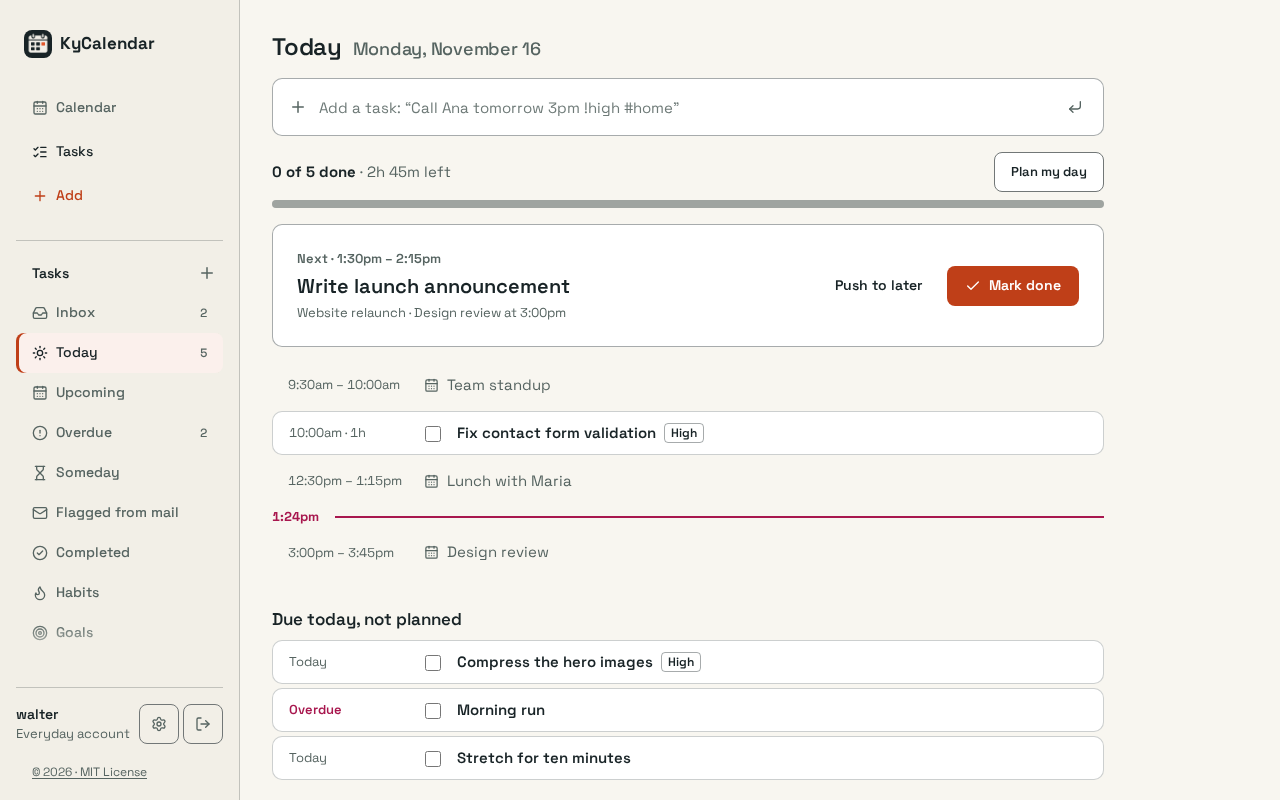 KyCalendar
Calendar
Tasks
Add
Tasks
Inbox 2
Today 5
Upcoming
Overdue 2
Someday
Flagged from mail
Completed
Habits
Goals
walter
Everyday account
© 2026 · MIT License
Today Monday, November 16
Add a task: “Call Ana tomorrow 3pm !high #home”
0 of 5 done · 2h 45m left
Plan my day
Next · 1:30pm – 2:15pm
Write launch announcement
Website relaunch · Design review at 3:00pm
Push to later
Mark done
9:30am – 10:00am Team standup
10:00am · 1h Fix contact form validation High
12:30pm – 1:15pm Lunch with Maria
1:24pm
3:00pm – 3:45pm Design review
Due today, not planned
Today Compress the hero images High
Overdue Morning run
Today Stretch for ten minutes